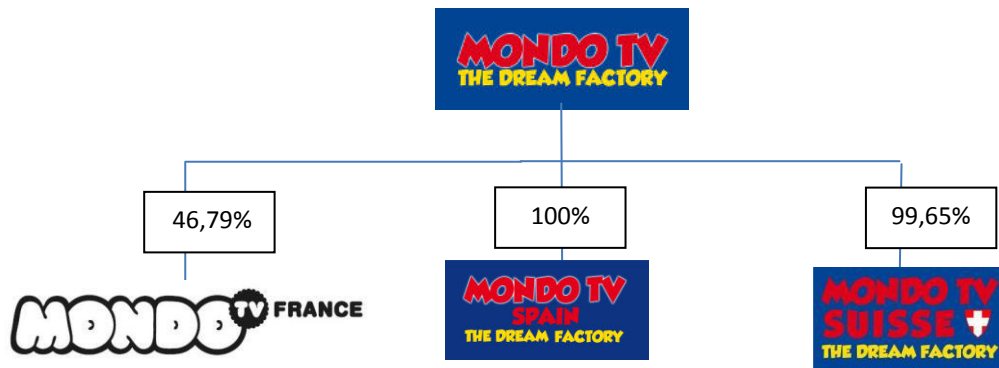 MONDO TV
THE DREAM FACTORY
46,79%
100%
99,65%
MONDO TV FRANCE
MONDO TV
SPAIN
THE DREAM FACTORY
MONDO TV
SUISSE
THE DREAM FACTORY